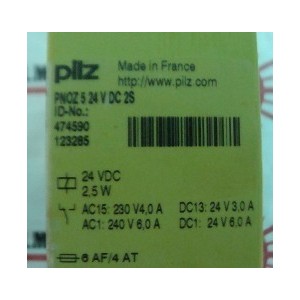 pilz
Made in France
http://www.pilz.com
PNOZ 5 24 V DC 2S
ID-No.:
474590
123285
24 VDC
2,5 W
AC15: 230 V4,0 A DC13: 24 V 3,0 A
AC1: 240 V 6,0 A DC1: 24 V 6,0 A
6 AF/4 AT